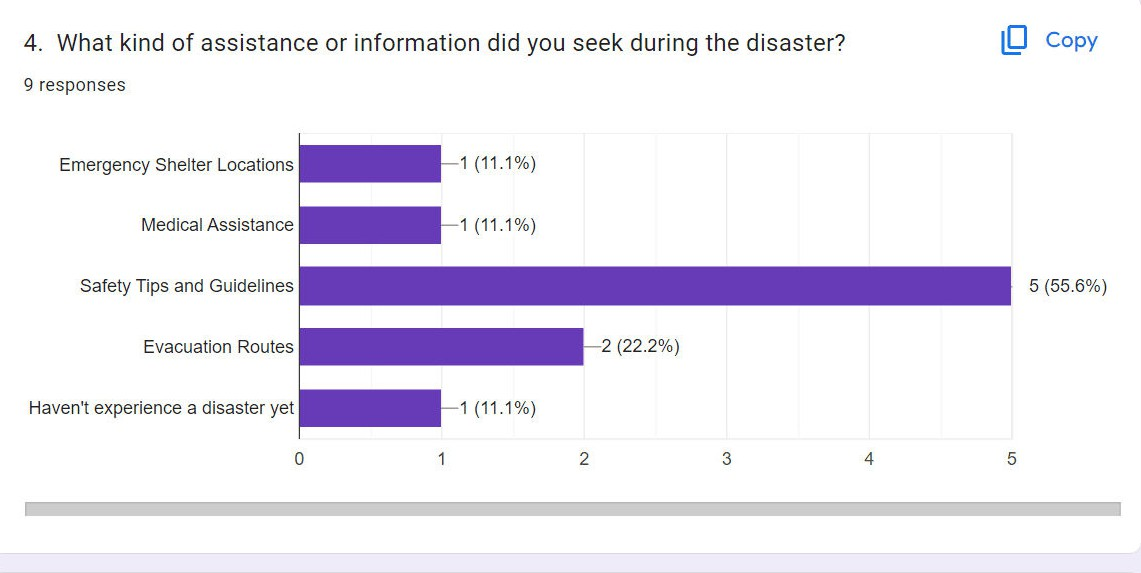 4. What kind of assistance or information did you seek during the disaster?
Copy
9 responses
Emergency Shelter Locations
1 (11.1%)
Medical Assistance
1 (11.1%)
Safety Tips and Guidelines
5 (55.6%)
Evacuation Routes
2 (22.2%)
Haven't experience a disaster yet
1 (11.1%)
0 1 2 3 4 5